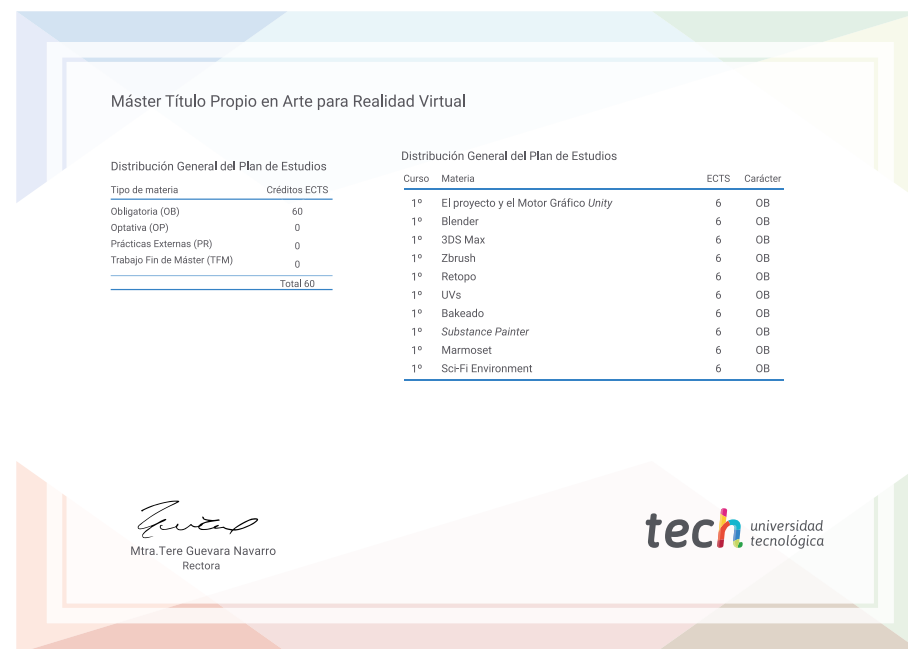 Máster Título Propio en Arte para Realidad Virtual
Distribución General del Plan de Estudios
Tipo de materia Créditos ECTS
Obligatoria (OB) 60
Optativa (OP) 0
Prácticas Externas (PR) 0
Trabajo Fin de Máster (TFM) 0
Total 60
Distribución General del Plan de Estudios
Curso Materia ECTS Carácter
1º El proyecto y el Motor Gráfico Unity 6 OB
1º Blender 6 OB
1º 3DS Max 6 OB
1º Zbrush 6 OB
1º Retopo 6 OB
1º UVs 6 OB
1º Bakeado 6 OB
1º Substance Painter 6 OB
1º Marmoset 6 OB
1º Sci-Fi Environment 6 OB
Mtra.Tere Guevara Navarro
Rectora
tech universidad
tecnológica